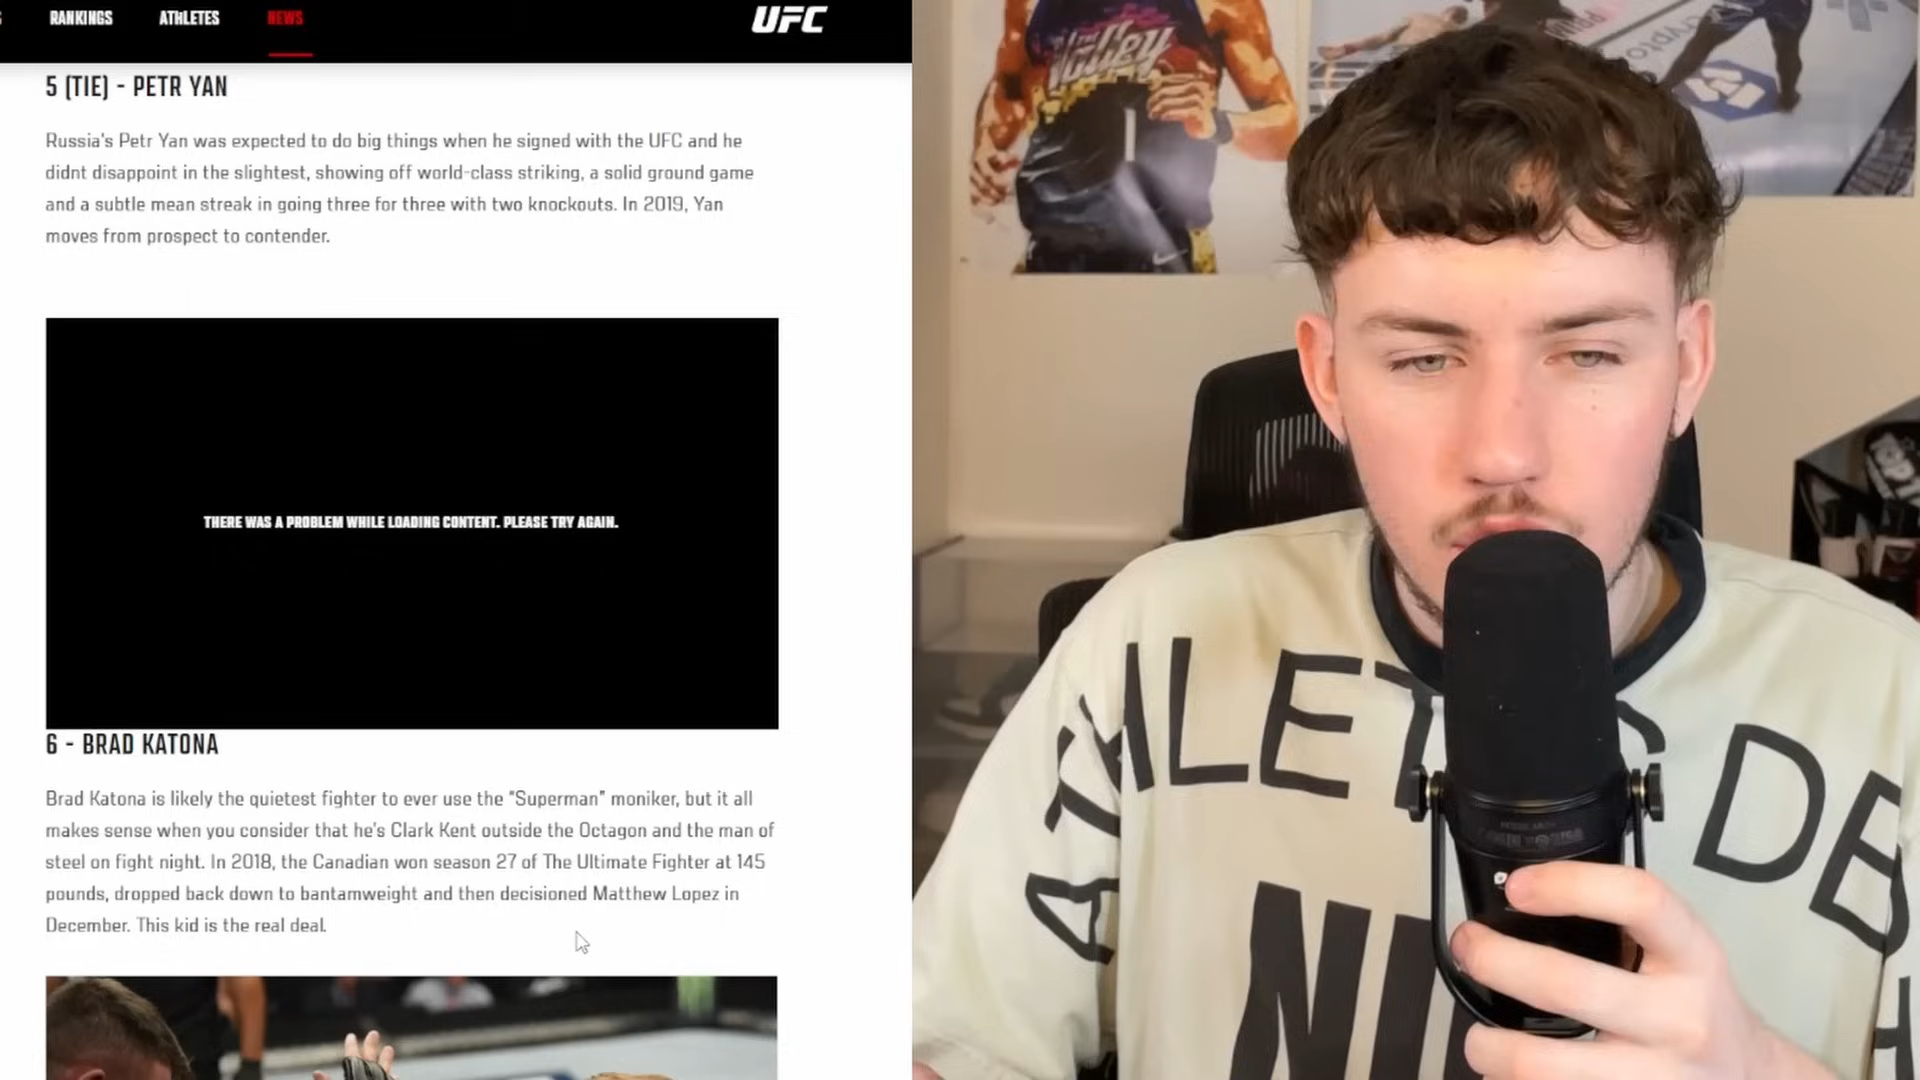 RANKINGS ATHLETES NEWS UFC
5 (TIE) - PETR YAN
Russia's Petr Yan was expected to do big things when he signed with the UFC and he
didnt disappoint in the slightest, showing off world-class striking, a solid ground game
and a subtle mean streak in going three for three with two knockouts. In 2019, Yan
moves from prospect to contender.
THERE WAS A PROBLEM WHILE LOADING CONTENT. PLEASE TRY AGAIN.
6 - BRAD KATONA
Brad Katona is likely the quietest fighter to ever use the “Superman” moniker, but it all
makes sense when you consider that he's Clark Kent outside the Octagon and the man of
steel on fight night. In 2018, the Canadian won season 27 of The Ultimate Fighter at 145
pounds, dropped back down to bantamweight and then decisioned Matthew Lopez in
December. This kid is the real deal.
The Valley
crypto